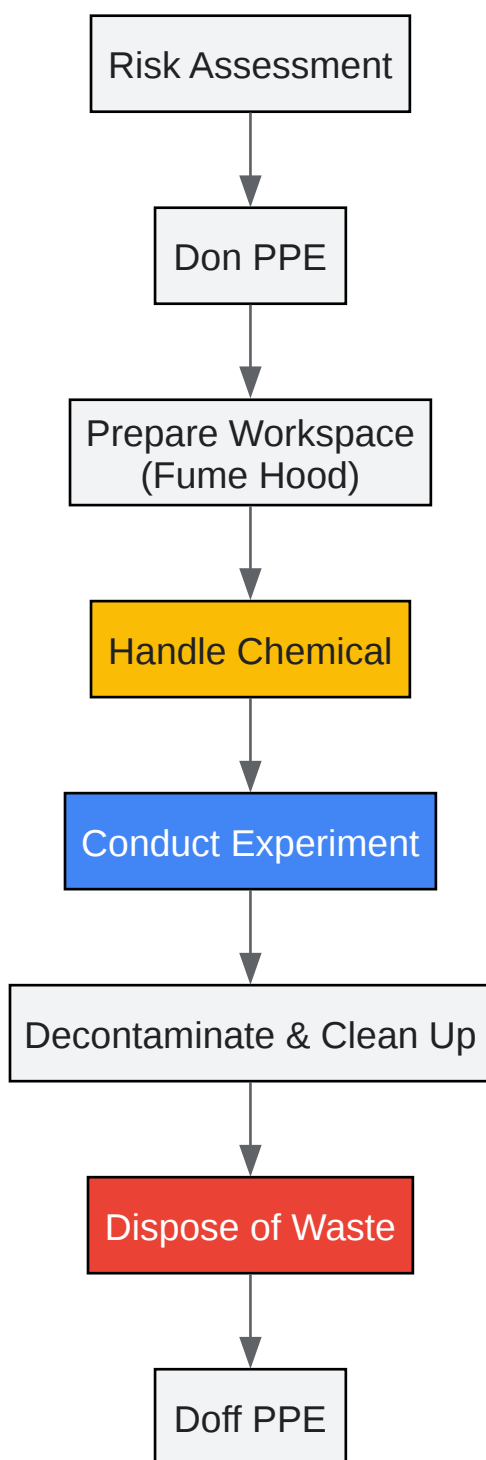 Risk Assessment
Don PPE
Prepare Workspace
(Fume Hood)
Handle Chemical
Conduct Experiment
Decontaminate & Clean Up
Dispose of Waste
Doff PPE